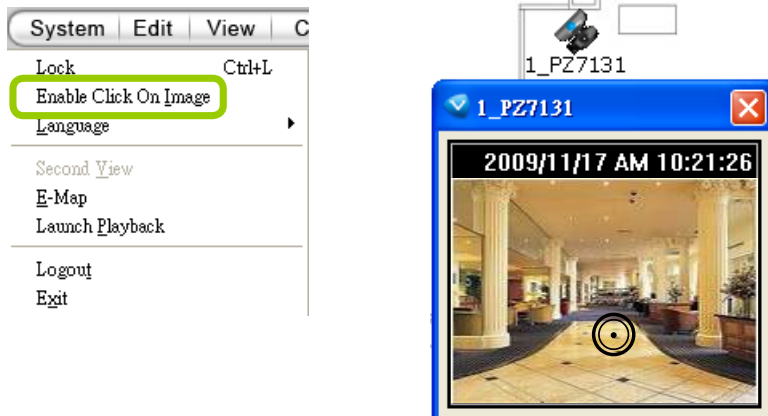 System Edit View C
Lock Ctrl+L
Enable Click On Image
Language
Second View
E-Map
Launch Playback
Logout
Exit
1_PZ7131
1_PZ7131
2009/11/17 AM 10:21:26